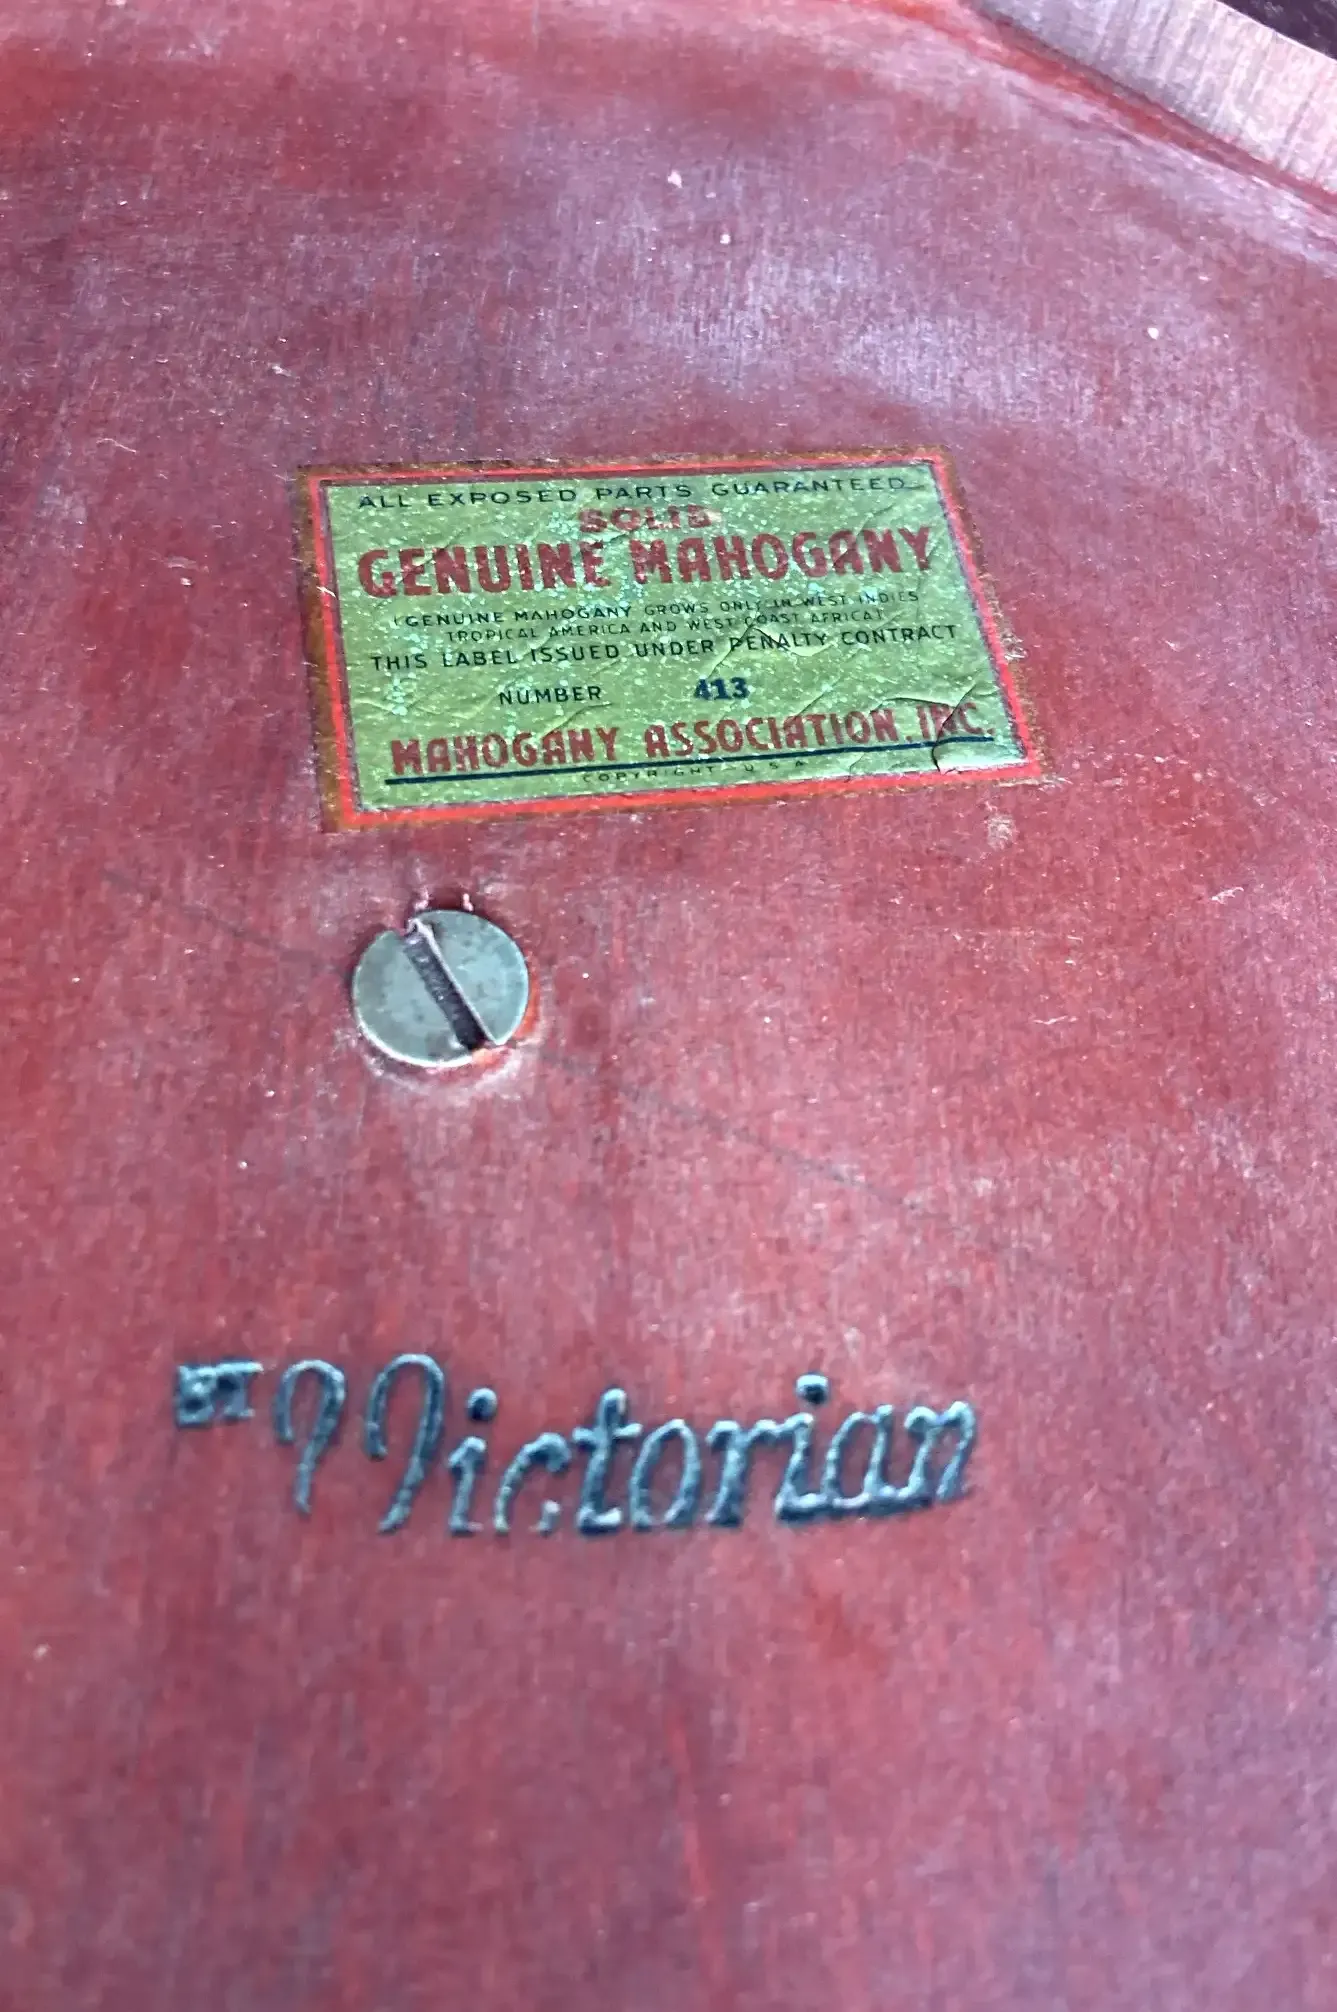 ALL EXPOSED PARTS GUARANTEED
SOLID
GENUINE MAHOGANY
(GENUINE MAHOGANY GROWS ONLY IN WEST INDIES
TROPICAL AMERICA AND WEST COAST AFRICA)
THIS LABEL ISSUED UNDER PENALTY CONTRACT
NUMBER 413
MAHOGANY ASSOCIATION, INC.
COPYRIGHT U S A
BY Victorian